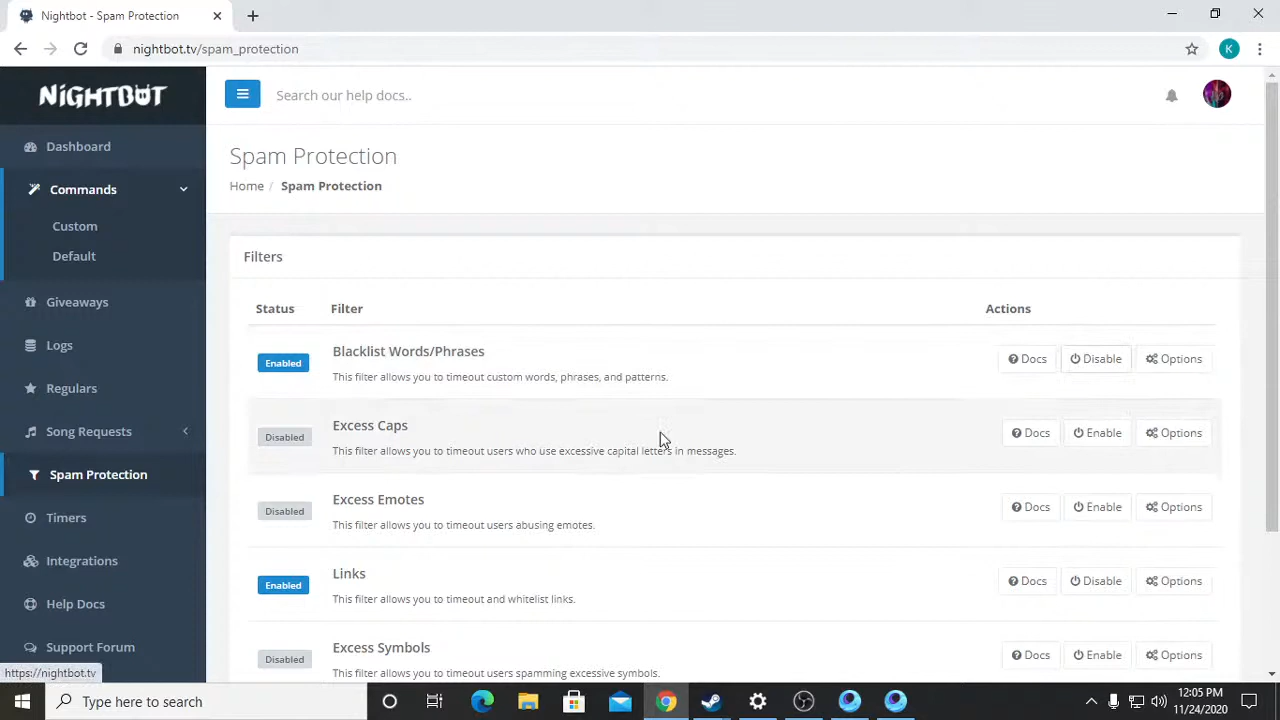 Nightbot - Spam Protection
nightbot.tv/spam_protection
K
NIGHTBOT
Search our help docs..
Dashboard
Commands
Custom
Default
Giveaways
Logs
Regulars
Song Requests
Spam Protection
Timers
Integrations
Help Docs
Support Forum
https://nightbot.tv
Spam Protection
Home / Spam Protection
Filters
Status Filter Actions
Blacklist Words/Phrases
Enabled Docs Disable Options
This filter allows you to timeout custom words, phrases, and patterns.
Excess Caps
Disabled Docs Enable Options
This filter allows you to timeout users who use excessive capital letters in messages.
Excess Emotes
Disabled Docs Enable Options
This filter allows you to timeout users abusing emotes.
Links
Enabled Docs Disable Options
This filter allows you to timeout and whitelist links.
Excess Symbols
Disabled Docs Enable Options
This filter allows you to timeout users spamming excessive symbols.
Type here to search
12:05 PM
11/24/2020